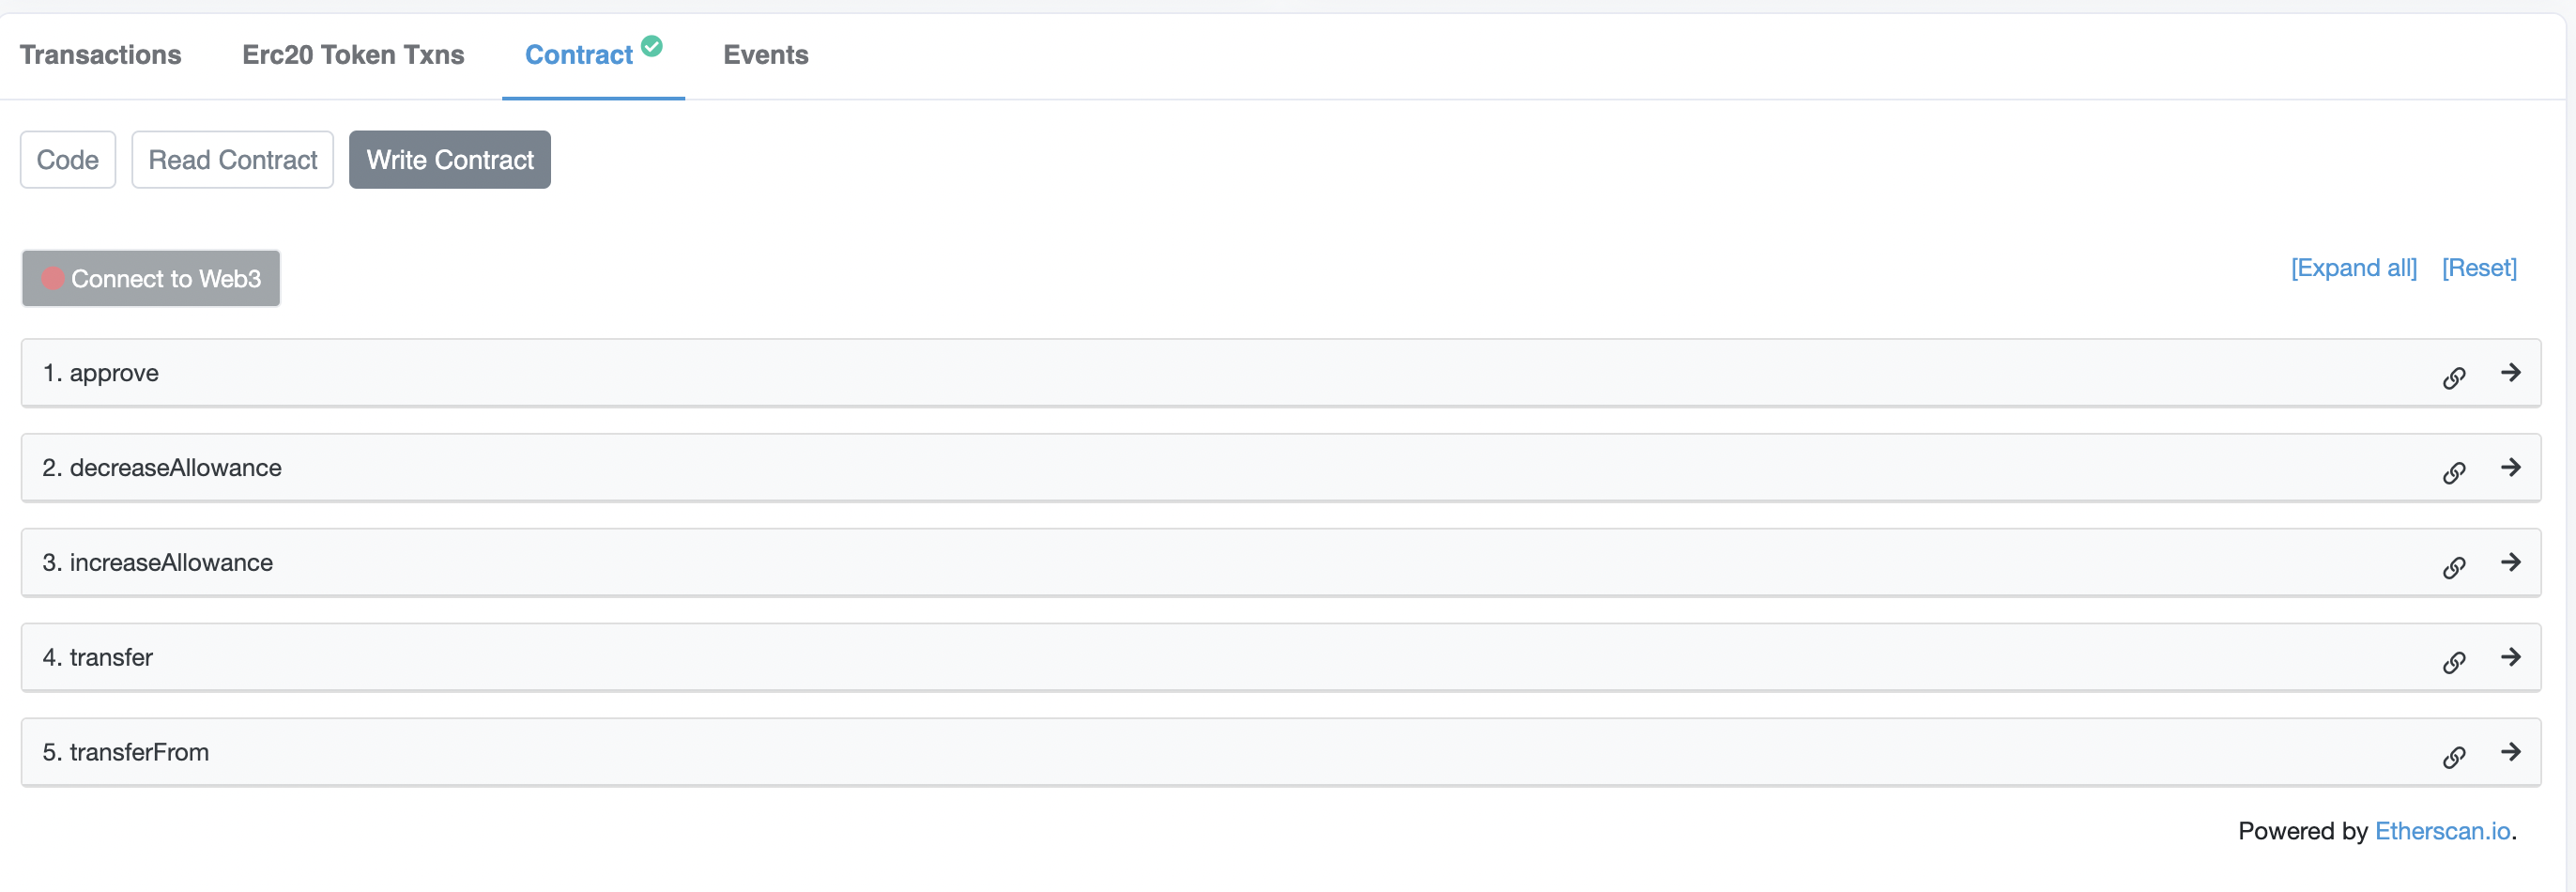 Transactions Erc20 Token Txns Contract Events
Code Read Contract Write Contract
Connect to Web3 [Expand all] [Reset]
1. approve
2. decreaseAllowance
3. increaseAllowance
4. transfer
5. transferFrom
Powered by Etherscan.io.